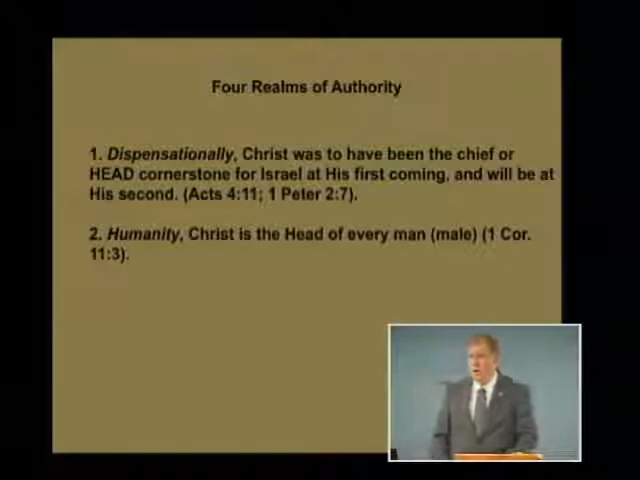 Four Realms of Authority
1. Dispensationally, Christ was to have been the chief or
HEAD cornerstone for Israel at His first coming, and will be at
His second. (Acts 4:11; 1 Peter 2:7).
2. Humanity, Christ is the Head of every man (male) (1 Cor.
11:3).